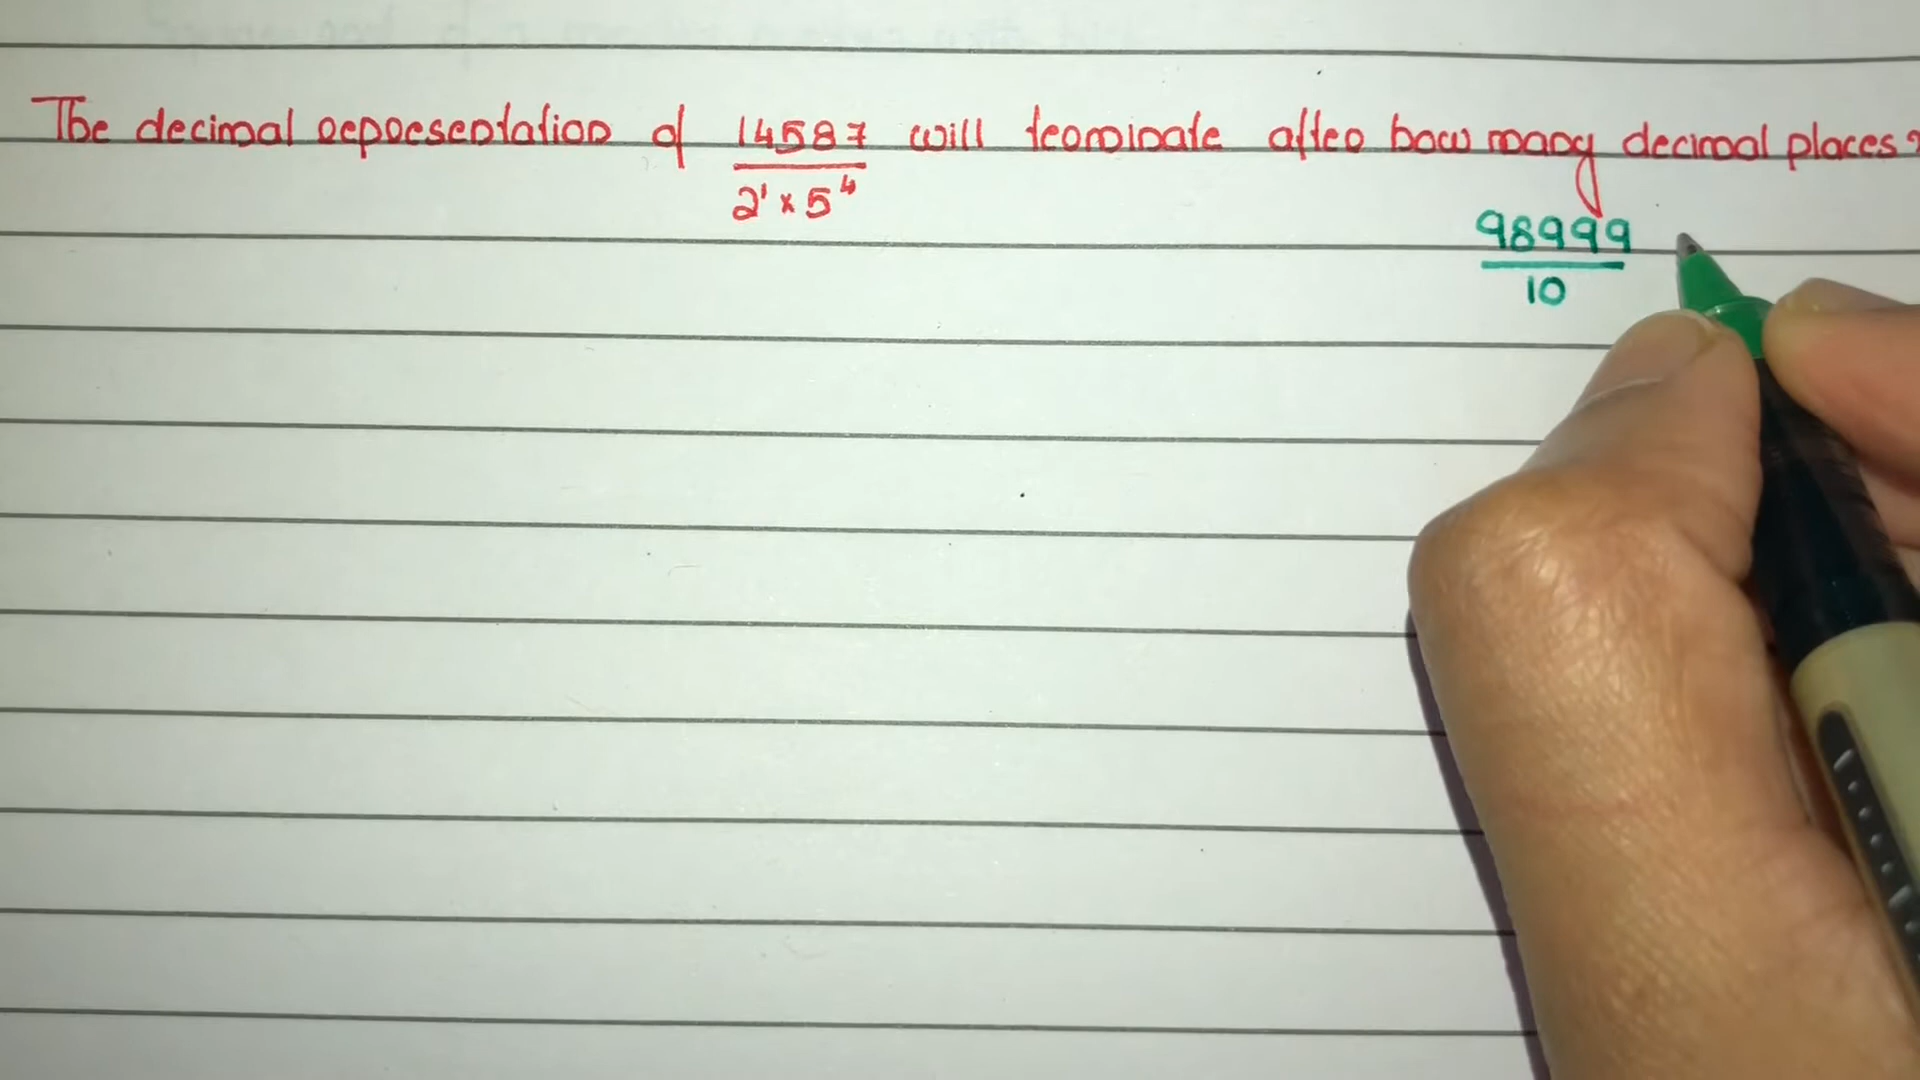 The decimal representation of 14587 will terminate after how many decimal places?
2¹ × 5⁴
98999
10